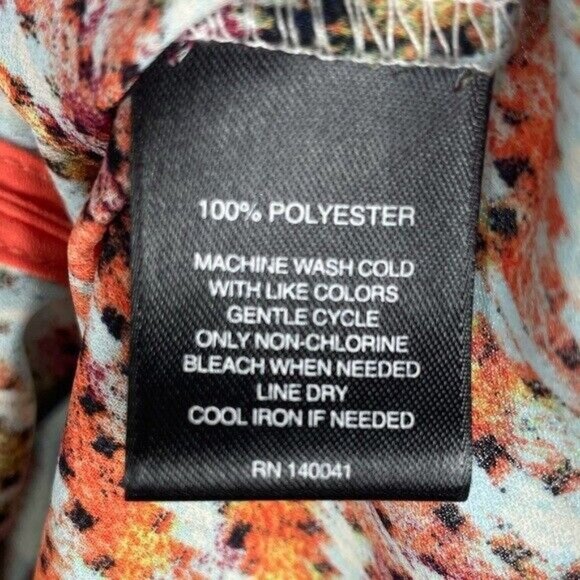 100% POLYESTER
MACHINE WASH COLD
WITH LIKE COLORS
GENTLE CYCLE
ONLY NON-CHLORINE
BLEACH WHEN NEEDED
LINE DRY
COOL IRON IF NEEDED
RN 140041